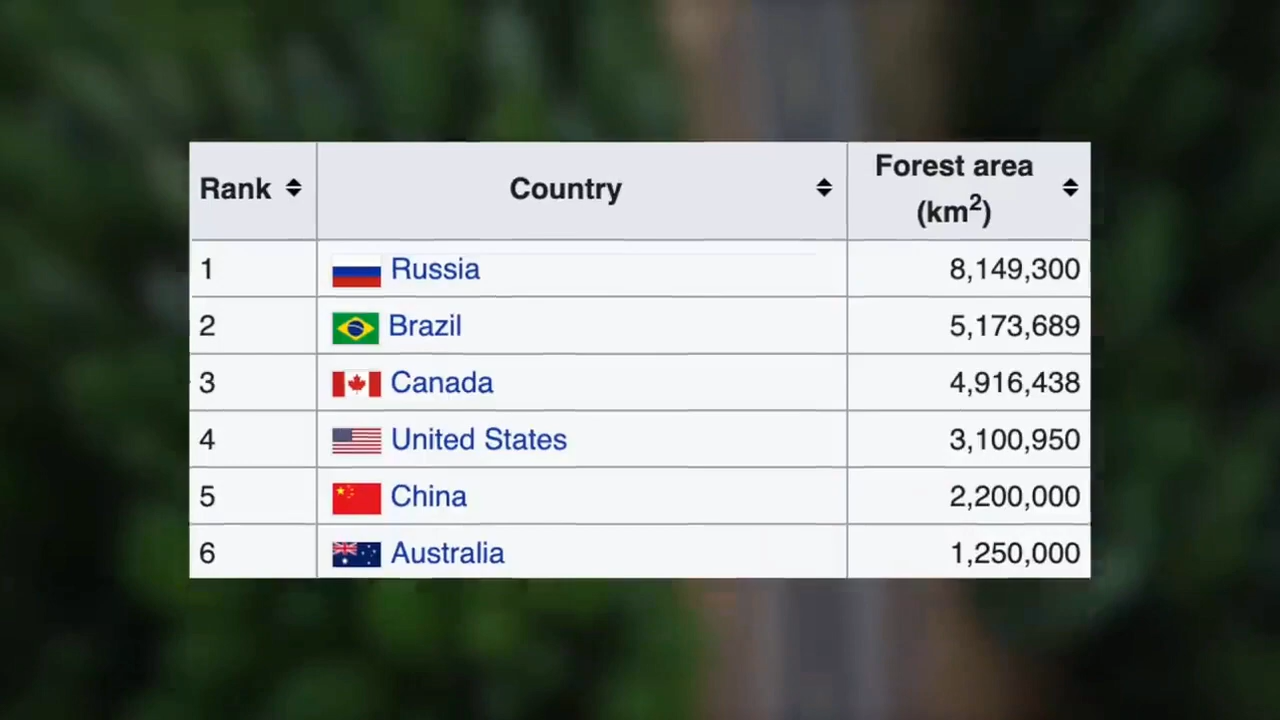 Rank Country Forest area
(km²)
1 Russia 8,149,300
2 Brazil 5,173,689
3 Canada 4,916,438
4 United States 3,100,950
5 China 2,200,000
6 Australia 1,250,000